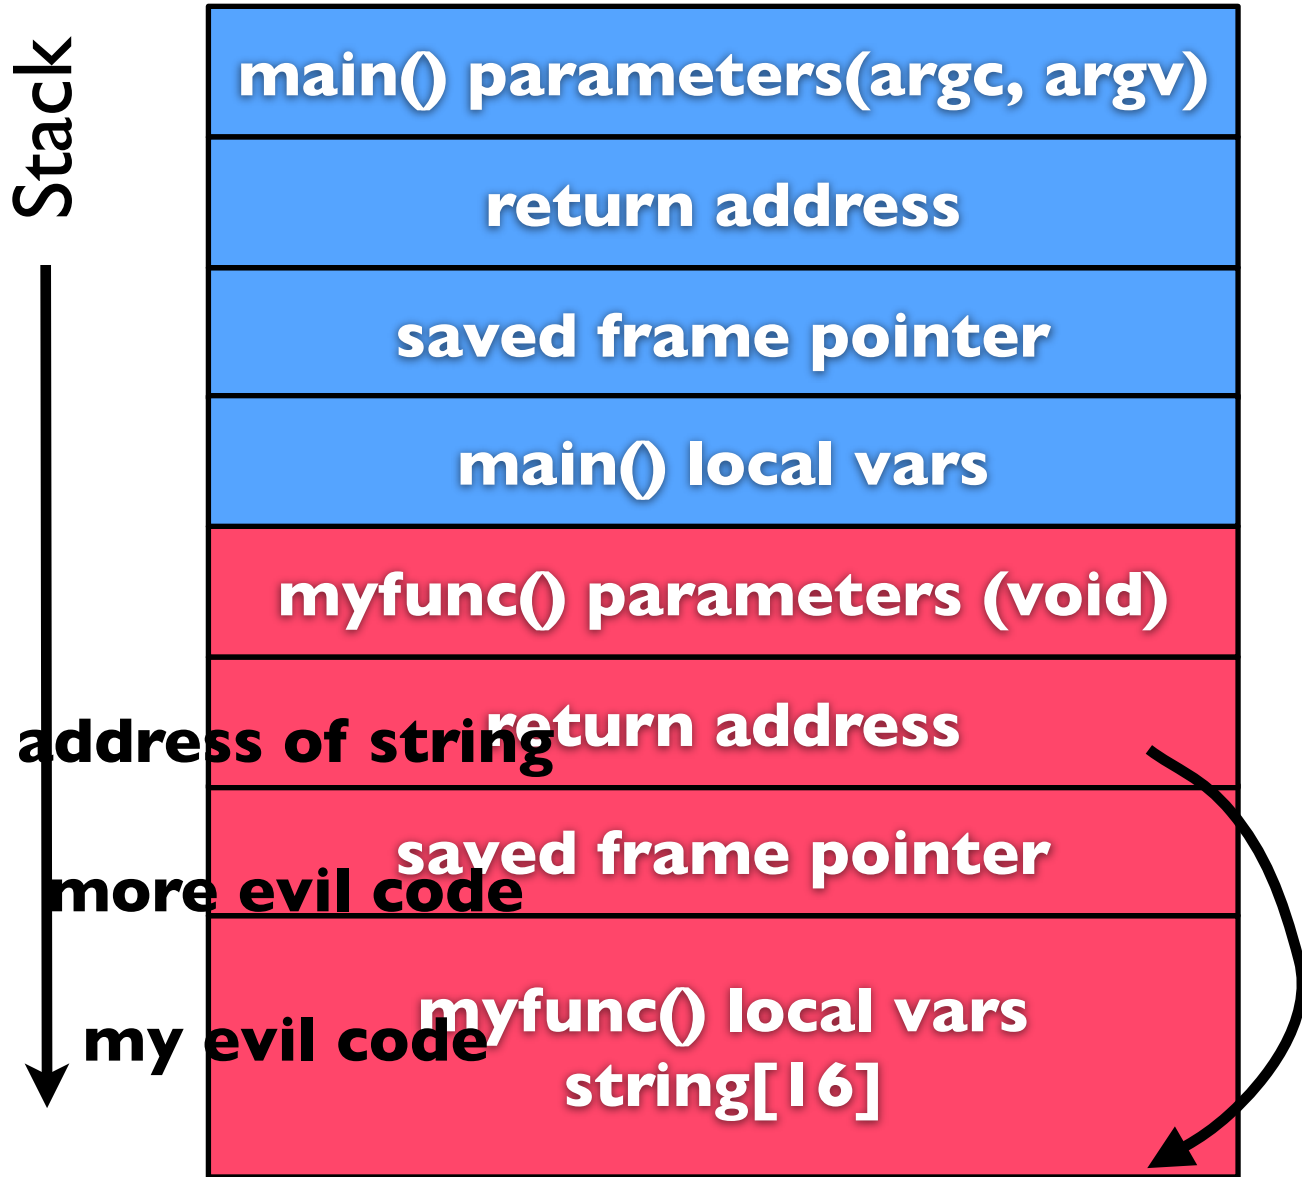 Stack
main() parameters(argc, argv)
return address
saved frame pointer
main() local vars
myfunc() parameters (void)
return address
address of string
saved frame pointer
more evil code
myfunc() local vars
my evil code
string[16]